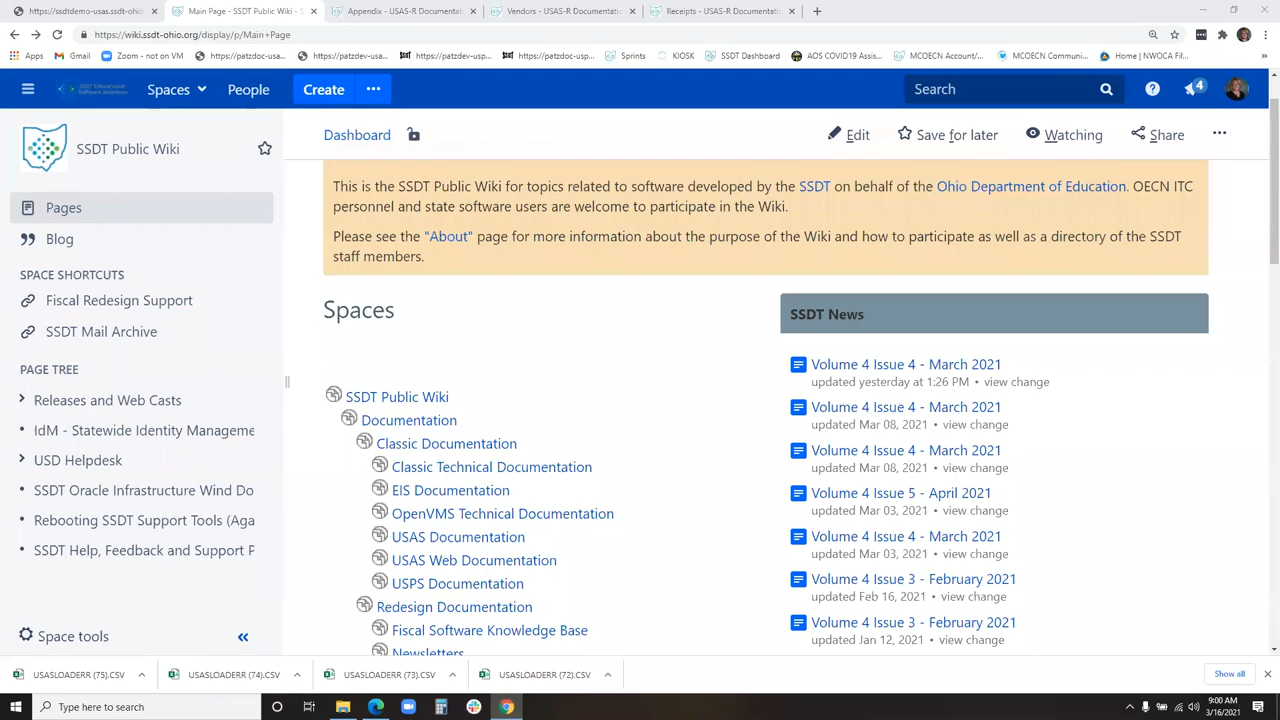 https://ssdtdemo-usas.ssdt-ohio
Main Page - SSDT Public Wiki - S
Appendix - USAS-R Documentation
Vendors - USAS-R Documentation
Receipts - USAS-R Documentation
https://wiki.ssdt-ohio.org/display/p/Main+Page
Apps
Gmail
Zoom - not on VM
https://patzdoc-usa...
https://patzdev-usa...
https://patzdev-usa...
https://patzdoc-usp...
Sprints
KIOSK
SSDT Dashboard
AOS COVID19 Assis...
MCOECN Account/...
MCOECN Communi...
Home | NWOCA Fil...
Spaces
People
Create
Search
4
SSDT Public Wiki
Dashboard
Edit
Save for later
Watching
Share
Pages
Blog
SPACE SHORTCUTS
Fiscal Redesign Support
SSDT Mail Archive
PAGE TREE
Releases and Web Casts
IdM - Statewide Identity Manageme
USD Helpdesk
SSDT Oracle Infrastructure Wind Do
Rebooting SSDT Support Tools (Aga
SSDT Help, Feedback and Support P
Space tools
This is the SSDT Public Wiki for topics related to software developed by the SSDT on behalf of the Ohio Department of Education. OECN ITC
personnel and state software users are welcome to participate in the Wiki.
Please see the "About" page for more information about the purpose of the Wiki and how to participate as well as a directory of the SSDT
staff members.
Spaces
SSDT Public Wiki
Documentation
Classic Documentation
Classic Technical Documentation
EIS Documentation
OpenVMS Technical Documentation
USAS Documentation
USAS Web Documentation
USPS Documentation
Redesign Documentation
Fiscal Software Knowledge Base
Newsletters
SSDT News
Volume 4 Issue 4 - March 2021
updated yesterday at 1:26 PM • view change
Volume 4 Issue 4 - March 2021
updated Mar 08, 2021 • view change
Volume 4 Issue 4 - March 2021
updated Mar 08, 2021 • view change
Volume 4 Issue 5 - April 2021
updated Mar 03, 2021 • view change
Volume 4 Issue 4 - March 2021
updated Mar 03, 2021 • view change
Volume 4 Issue 3 - February 2021
updated Feb 16, 2021 • view change
Volume 4 Issue 3 - February 2021
updated Jan 12, 2021 • view change
USASLOADERR (75).CSV
USASLOADERR (74).CSV
USASLOADERR (73).CSV
USASLOADERR (72).CSV
Show all
Type here to search
9:00 AM
3/16/2021